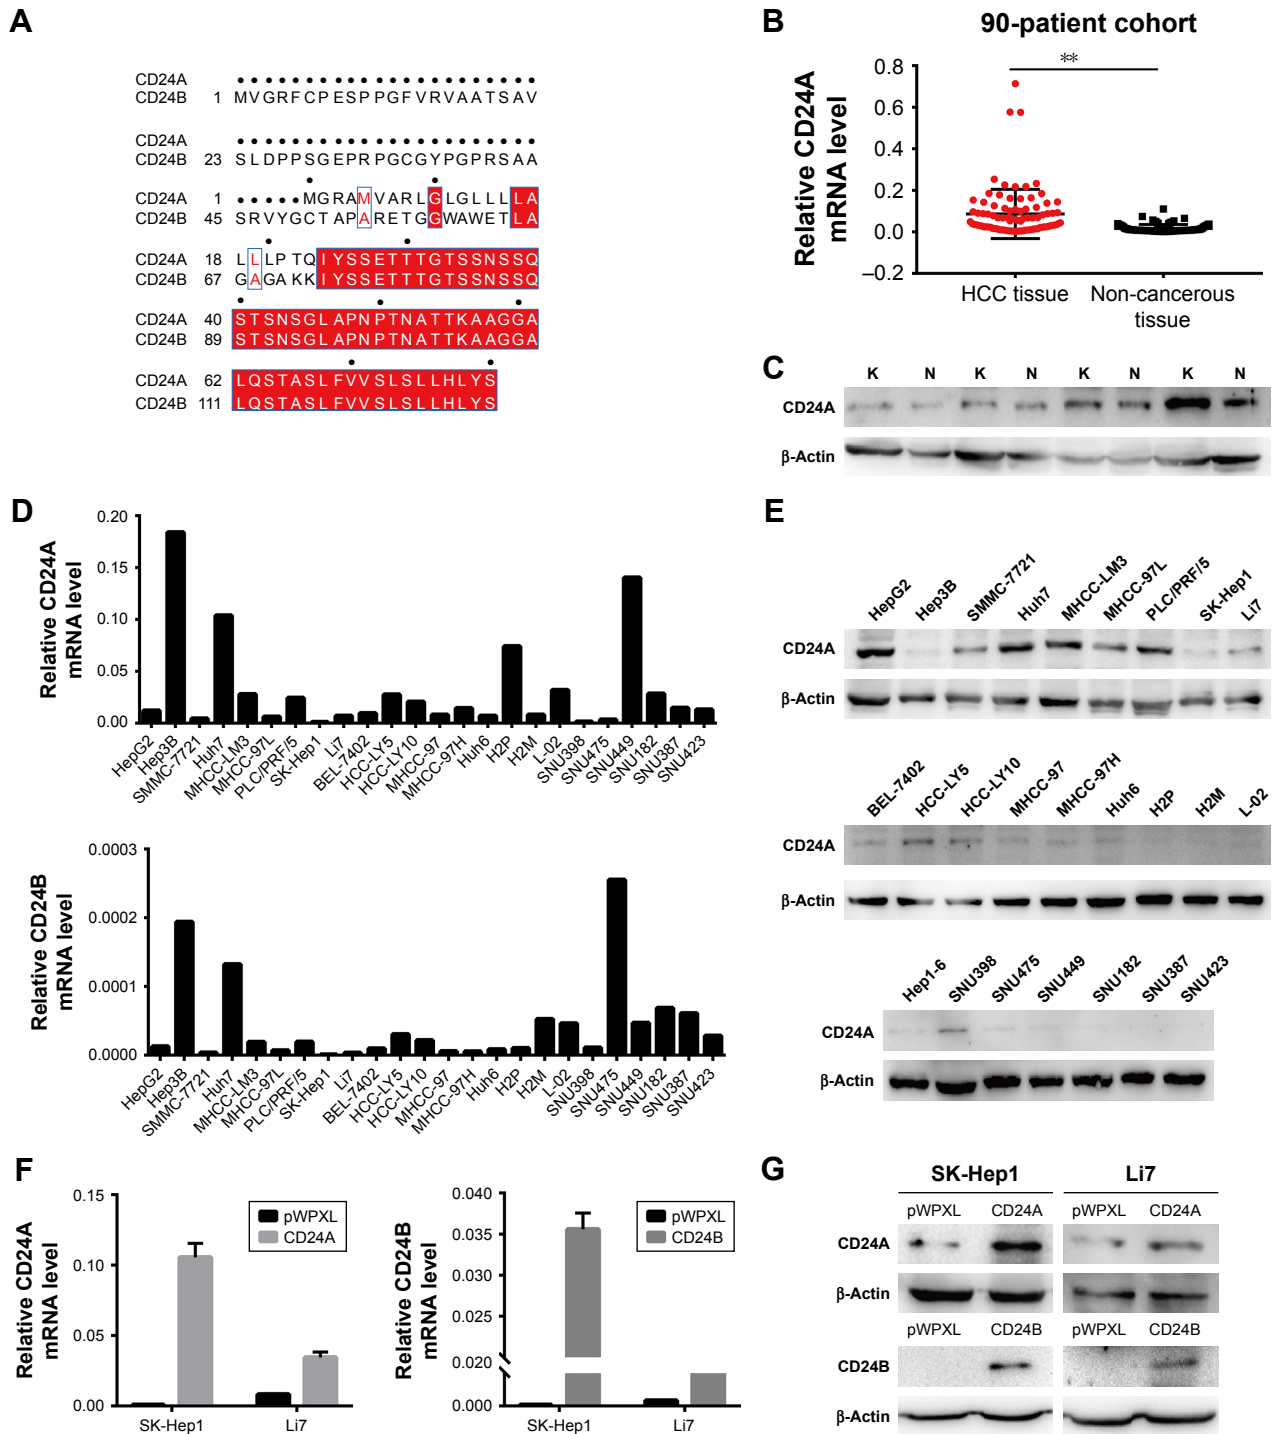 A
CD24A ••••••••••••••••••••••
CD24B 1 MVGRFCPESPPGFVRVAATSAV
CD24A ••••••••••••••••••••••
CD24B 23 SLDPPSGEPRPGCGYPGPRSAA
CD24A 1 •••••MGRAMVARLGLGLLLLA
CD24B 45 SRVYGCTAPARETGGWAWETLA
CD24A 18 LLLPTQIYSSETTTGTSSNSSQ
CD24B 67 GAGAKKIYSSETTTGTSSNSSQ
CD24A 40 STSNSGLAPNPTNATTKAAGGA
CD24B 89 STSNSGLAPNPTNATTKAAGGA
CD24A 62 LQSTASLFVVSLSLLHLYS
CD24B 111 LQSTASLFVVSLSLLHLYS
B
90-patient cohort
**
Relative CD24A
mRNA level
0.8
0.6
0.4
0.2
0.0
–0.2
HCC tissue
Non-cancerous
tissue
C
K N K N K N K N
CD24A
β-Actin
D
Relative CD24A
mRNA level
0.20
0.15
0.10
0.05
0.00
HepG2 Hep3B SMMC-7721 Huh7 MHCC-LM3 MHCC-97L PLC/PRF/5 SK-Hep1 Li7 BEL-7402 HCC-LY5 HCC-LY10 MHCC-97 MHCC-97H Huh6 H2P H2M L-02 SNU398 SNU475 SNU449 SNU182 SNU387 SNU423
Relative CD24B
mRNA level
0.0003
0.0002
0.0001
0.0000
HepG2 Hep3B SMMC-7721 Huh7 MHCC-LM3 MHCC-97L PLC/PRF/5 SK-Hep1 Li7 BEL-7402 HCC-LY5 HCC-LY10 MHCC-97 MHCC-97H Huh6 H2P H2M L-02 SNU398 SNU475 SNU449 SNU182 SNU387 SNU423
E
HepG2 Hep3B SMMC-7721 Huh7 MHCC-LM3 MHCC-97L PLC/PRF/5 SK-Hep1 Li7
CD24A
β-Actin
BEL-7402 HCC-LY5 HCC-LY10 MHCC-97 MHCC-97H Huh6 H2P H2M L-02
CD24A
β-Actin
Hep1-6 SNU398 SNU475 SNU449 SNU182 SNU387 SNU423
CD24A
β-Actin
F
Relative CD24A
mRNA level
0.15
0.10
0.05
0.00
pWPXL
CD24A
SK-Hep1 Li7
Relative CD24B
mRNA level
0.040
0.035
0.030
0.020
0.000
pWPXL
CD24B
SK-Hep1 Li7
G
SK-Hep1 Li7
pWPXL CD24A pWPXL CD24A
CD24A
β-Actin
pWPXL CD24B pWPXL CD24B
CD24B
β-Actin